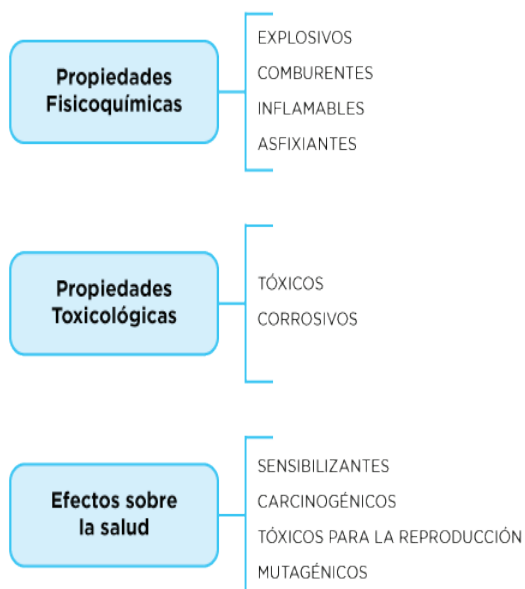 Propiedades
Fisicoquímicas
EXPLOSIVOS
COMBURENTES
INFLAMABLES
ASFIXIANTES
Propiedades
Toxicológicas
TÓXICOS
CORROSIVOS
Efectos sobre
la salud
SENSIBILIZANTES
CARCINOGÉNICOS
TÓXICOS PARA LA REPRODUCCIÓN
MUTAGÉNICOS